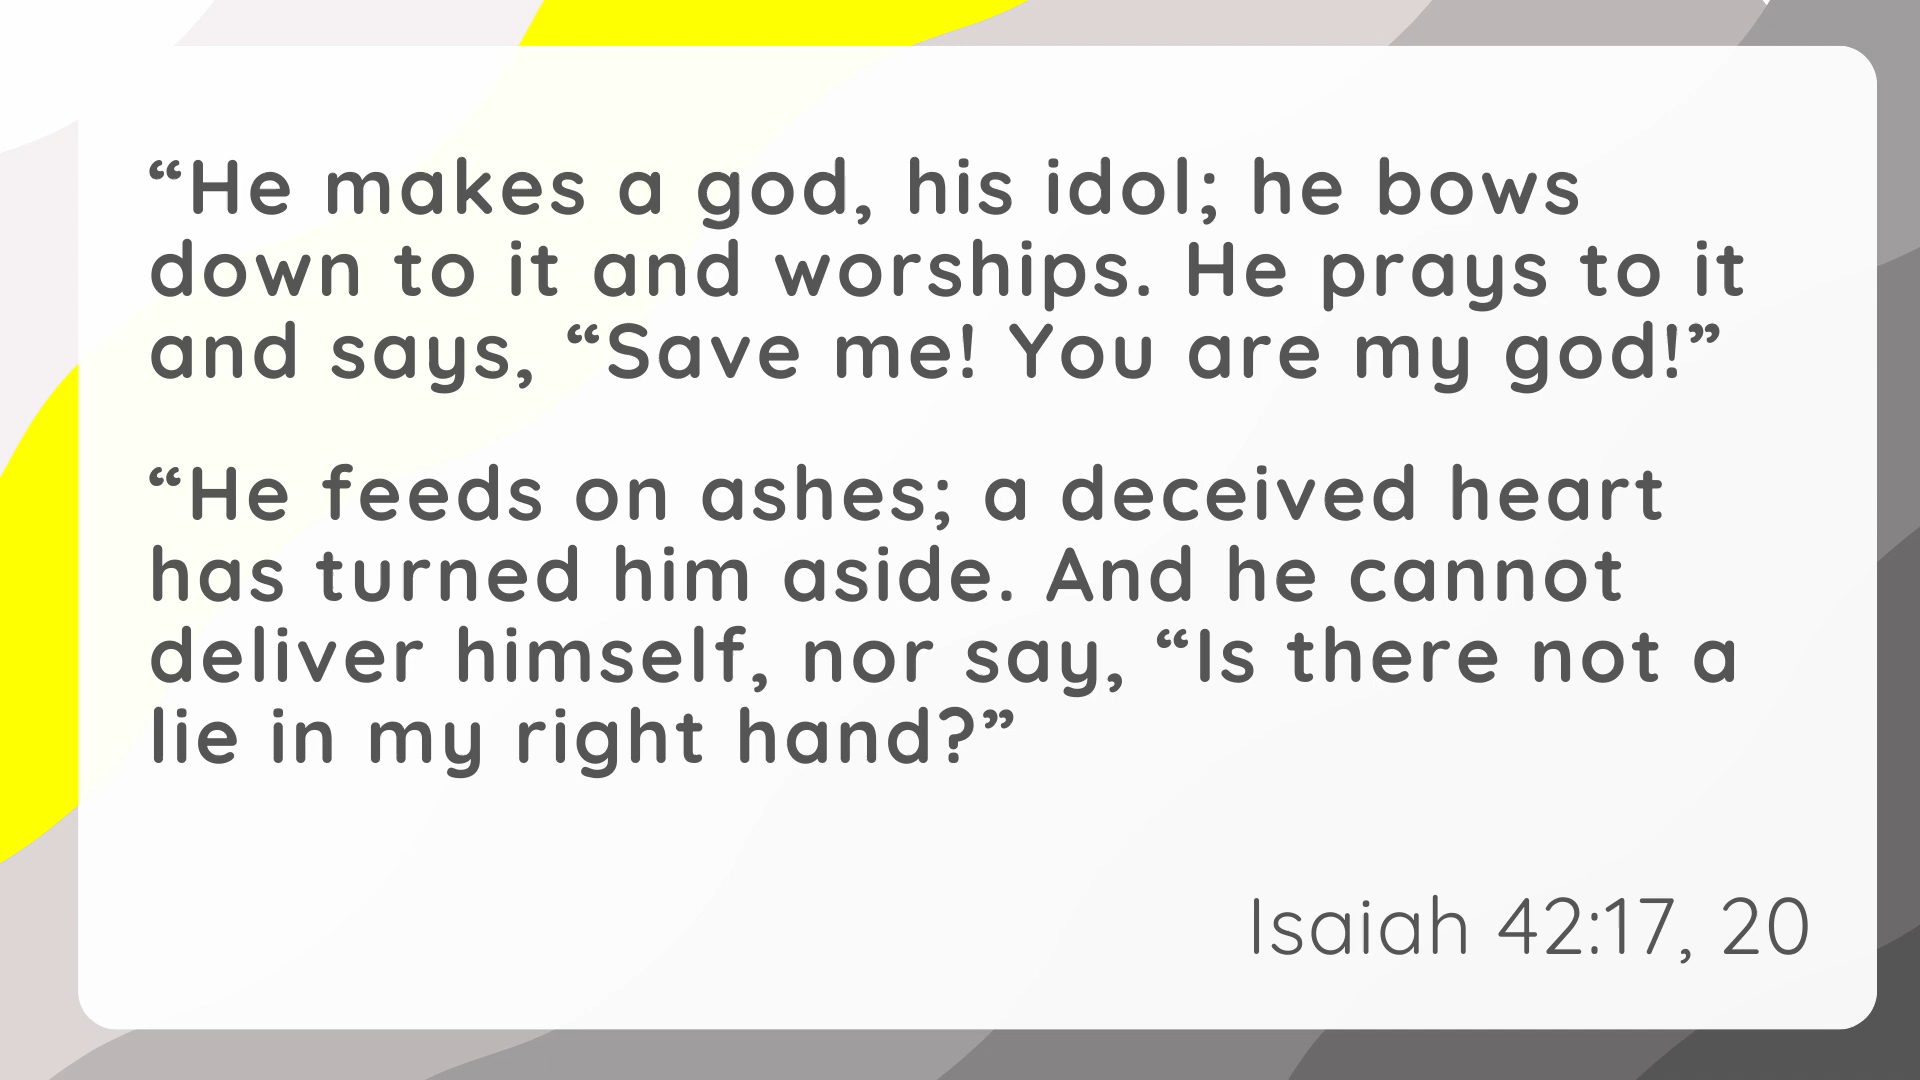 “He makes a god, his idol; he bows
down to it and worships. He prays to it
and says, “Save me! You are my god!”
“He feeds on ashes; a deceived heart
has turned him aside. And he cannot
deliver himself, nor say, “Is there not a
lie in my right hand?”
Isaiah 42:17, 20